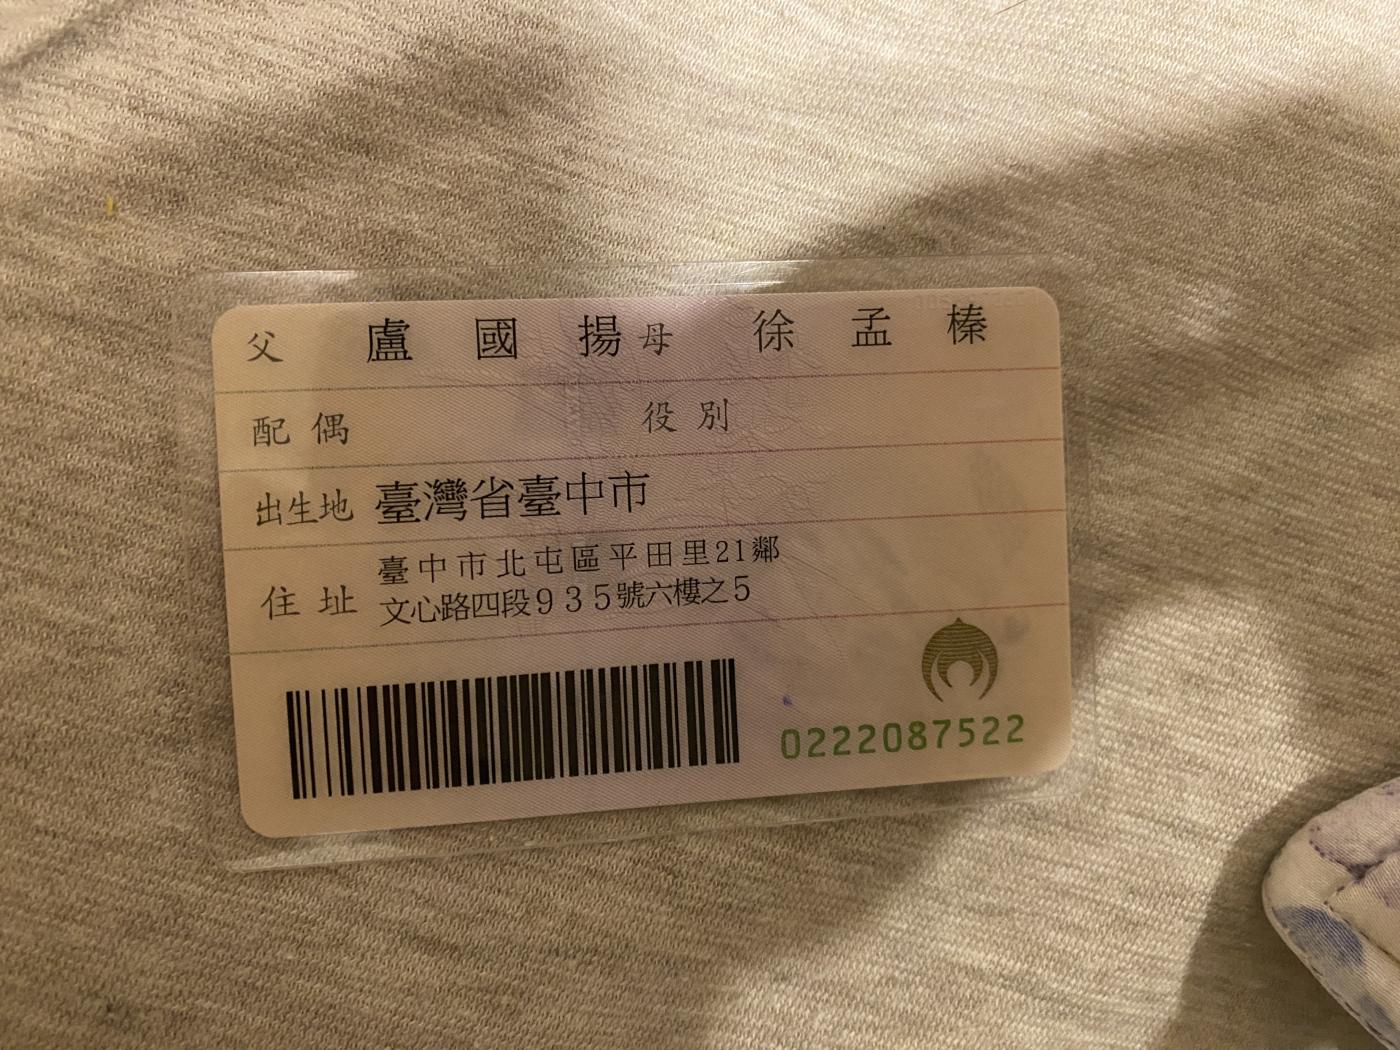 父 盧國揚 母 徐孟榛
配偶 役別
出生地 臺灣省臺中市
住址 臺中市北屯區平田里21鄰
文心路四段935號六樓之5
0222087522